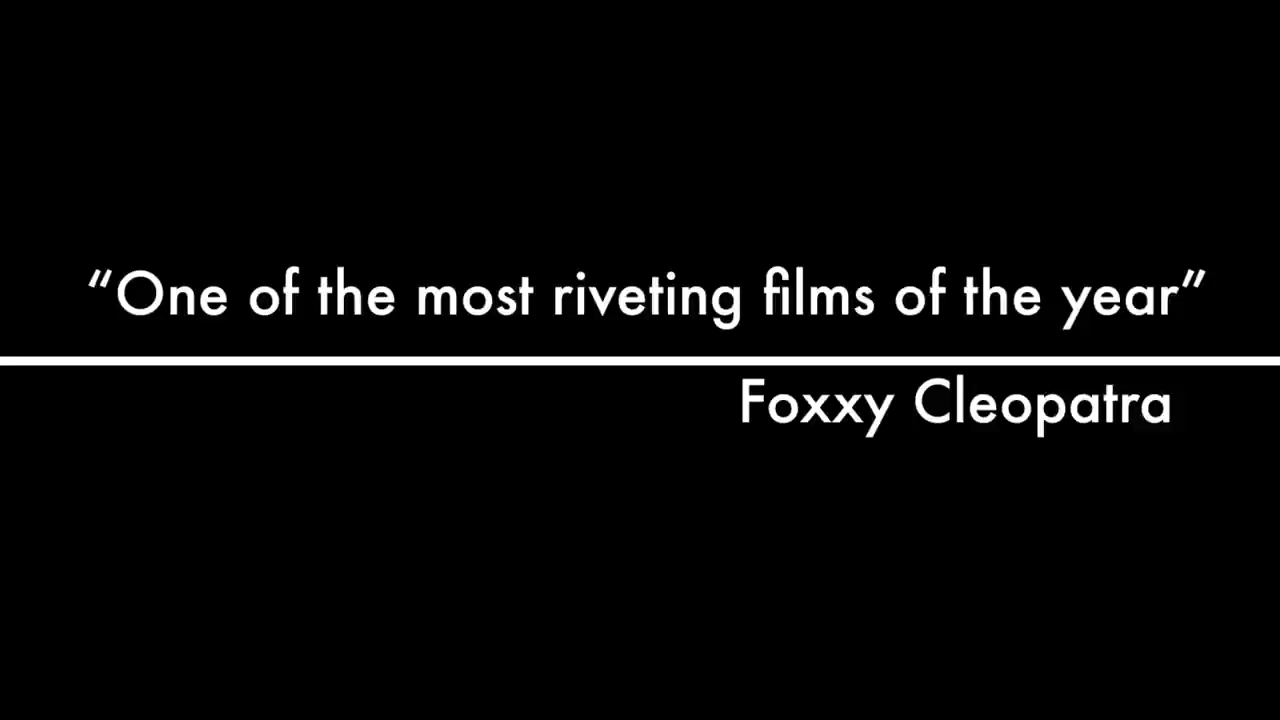 “One of the most riveting films of the year”
Foxxy Cleopatra